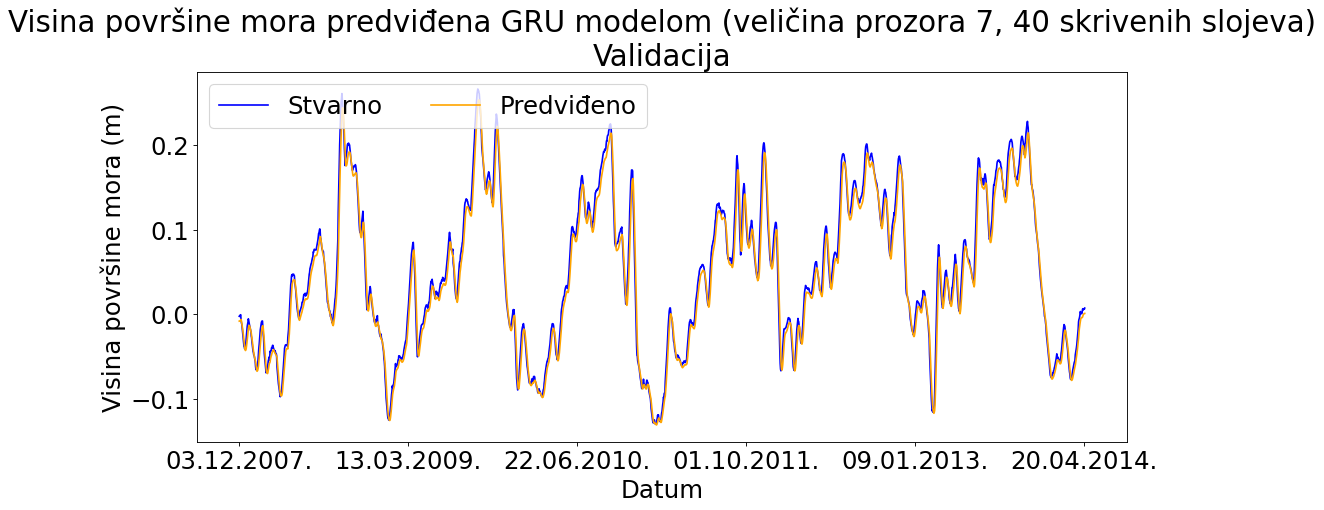 Visina površine mora predviđena GRU modelom (veličina prozora 7, 40 skrivenih slojeva)
Validacija
Stvarno Predviđeno
Visina površine mora (m)
0.2
0.1
0.0
−0.1
03.12.2007. 13.03.2009. 22.06.2010. 01.10.2011. 09.01.2013. 20.04.2014.
Datum